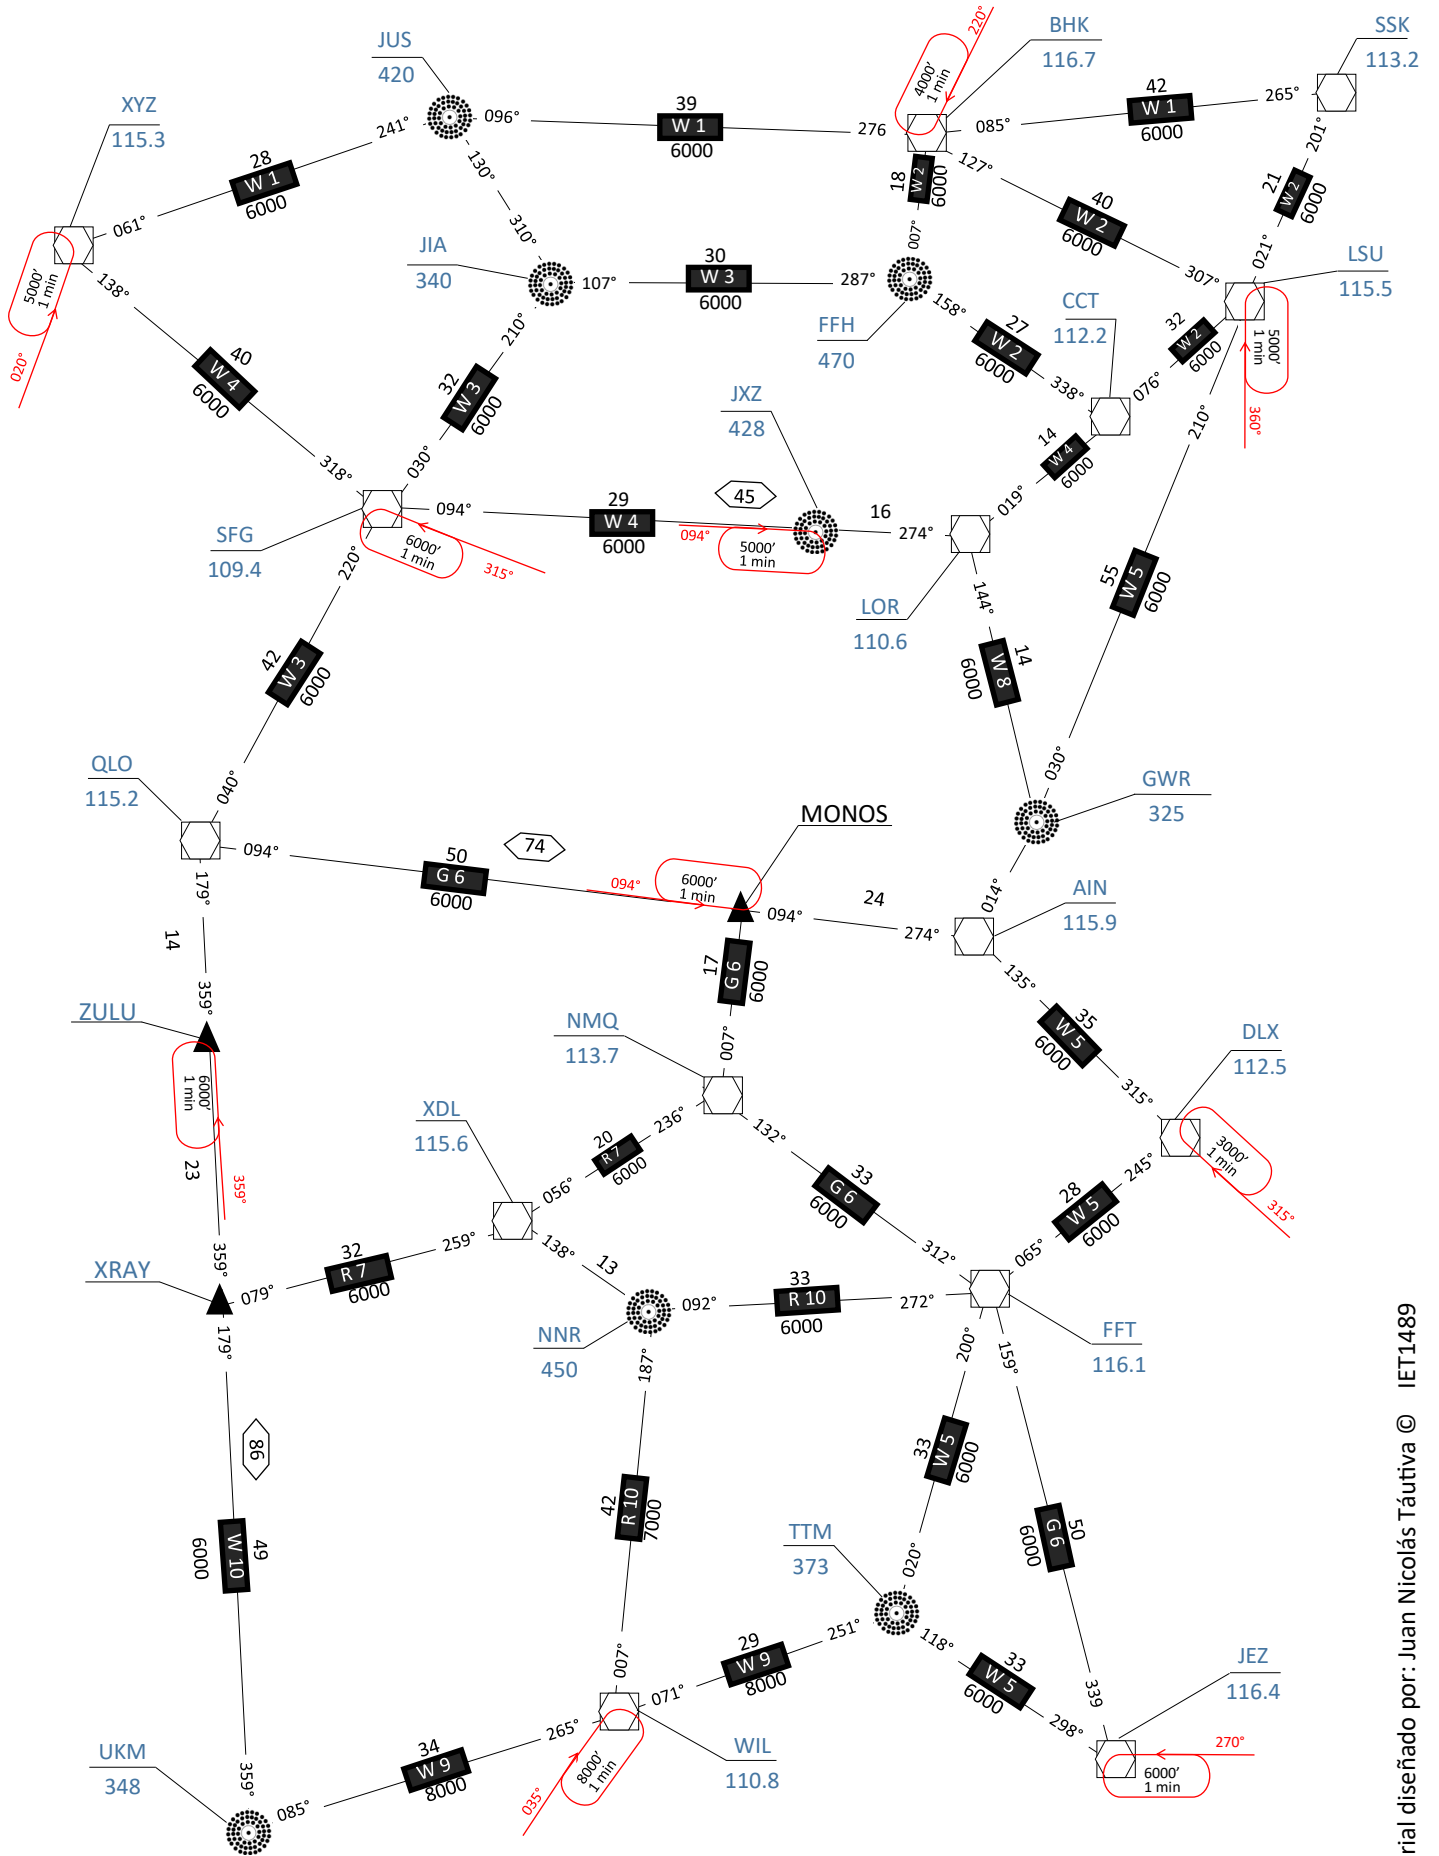 JUS
420
XYZ
115.3
241°
28
W 1
6000
061°
096°
39
W 1
6000
276
BHK
116.7
220°
4000’
1 min
SSK
113.2
42
W 1
6000
265°
085°
201°
21
W 2
6000
021°
127°
40
W 2
6000
307°
LSU
115.5
5000’
1 min
360°
18
W 2
6000
007°
130°
310°
JIA
340
107°
30
W 3
6000
287°
FFH
470
158°
27
W 2
6000
338°
CCT
112.2
32
W 2
6000
076°
5000’
1 min
020°
138°
40
W 4
6000
318°
210°
32
W 3
6000
030°
JXZ
428
14
W 4
6000
019°
210°
55
W 5
6000
030°
SFG
109.4
094°
29
W 4
6000
45
094°
5000’
1 min
16
274°
6000’
1 min
315°
LOR
110.6
144°
14
W 8
6000
220°
42
W 3
6000
040°
QLO
115.2
GWR
325
MONOS
094°
50
G 6
6000
74
094°
6000’
1 min
094°
24
274°
014°
AIN
115.9
179°
14
359°
ZULU
6000’
1 min
23
359°
359°
17
G 6
6000
007°
NMQ
113.7
135°
35
W 5
6000
315°
DLX
112.5
3000’
1 min
315°
XDL
115.6
236°
20
R 7
6000
056°
132°
33
G 6
6000
312°
245°
28
W 5
6000
065°
XRAY
079°
32
R 7
6000
259°
138°
13
NNR
450
092°
33
R 10
6000
272°
FFT
116.1
179°
86
49
W 10
6000
359°
187°
42
R 10
7000
007°
200°
33
W 5
6000
020°
159°
50
G 6
6000
339
TTM
373
251°
29
W 9
8000
071°
118°
33
W 5
6000
298°
JEZ
116.4
270°
6000’
1 min
UKM
348
085°
34
W 9
8000
265°
WIL
110.8
8000’
1 min
035°
rial diseñado por: Juan Nicolás Táutiva © IET1489